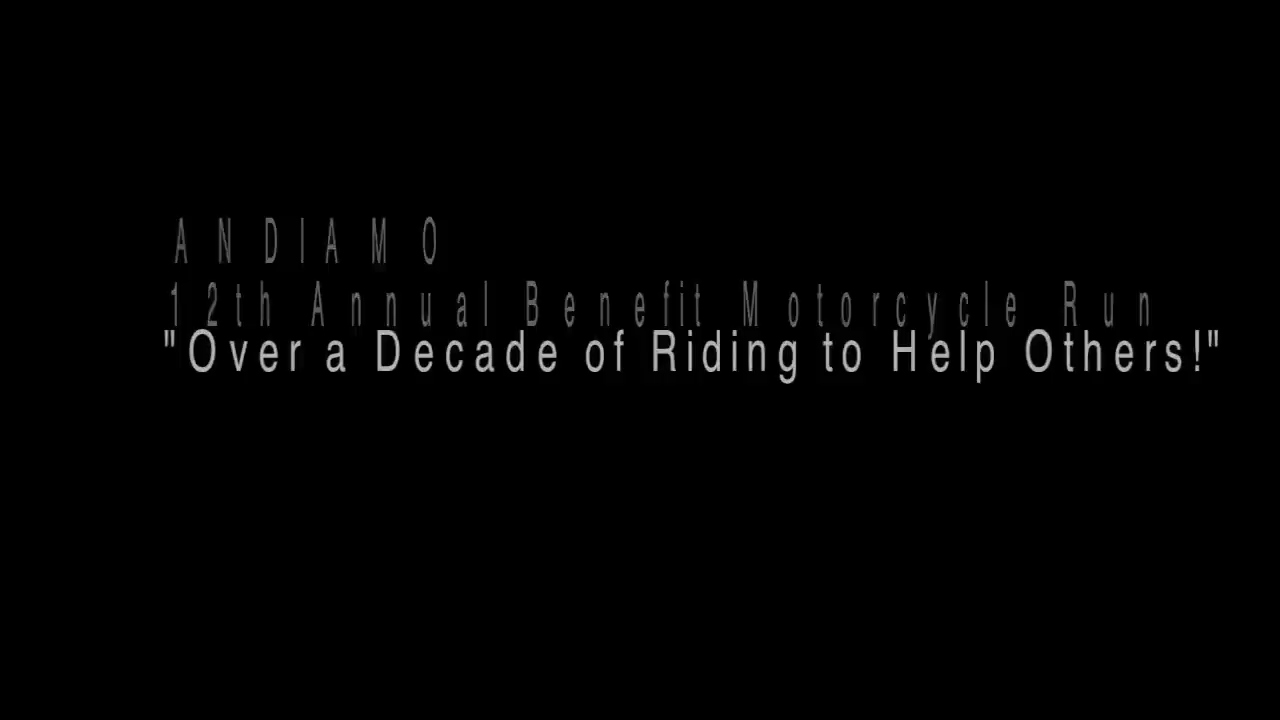 ANDIAMO
12th Annual Benefit Motorcycle Run
"Over a Decade of Riding to Help Others!"